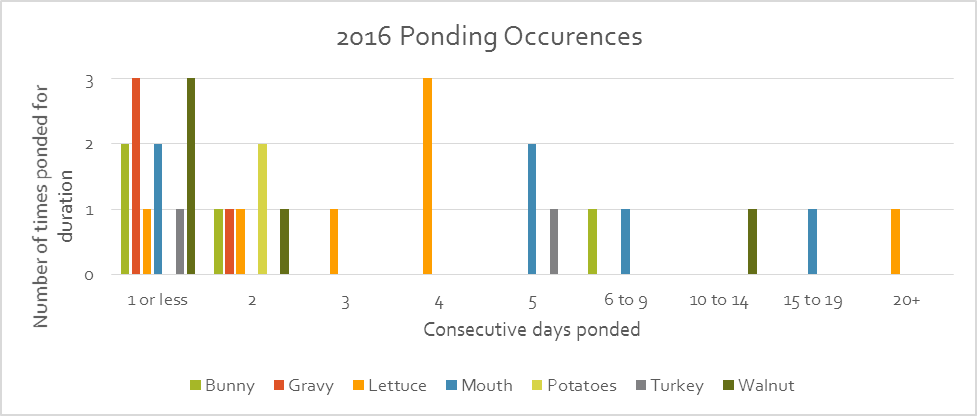 2016 Ponding Occurences
Number of times ponded for
duration
3
2
1
0
1 or less 2 3 4 5 6 to 9 10 to 14 15 to 19 20+
Consecutive days ponded
Bunny Gravy Lettuce Mouth Potatoes Turkey Walnut